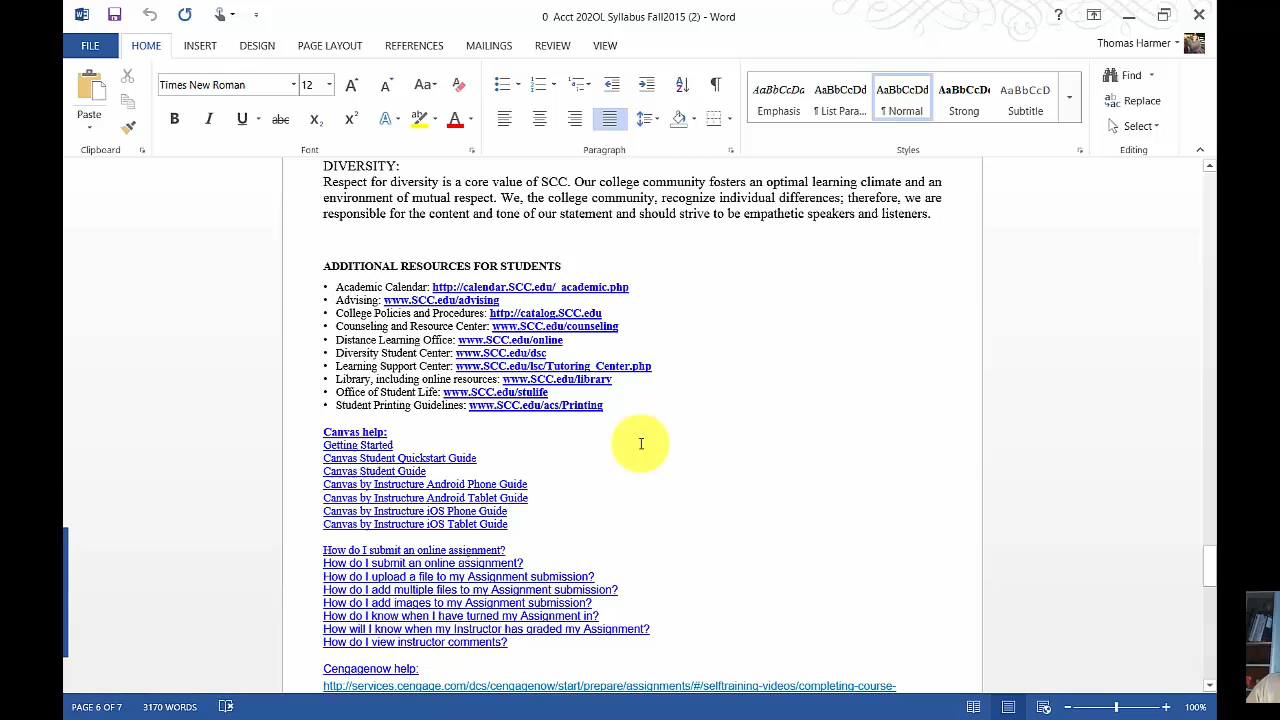 0 Acct 202OL Syllabus Fall2015 (2) - Word
FILE HOME INSERT DESIGN PAGE LAYOUT REFERENCES MAILINGS REVIEW VIEW
Thomas Harmer
Paste
Times New Roman 12
AaBbCcDc AaBbCcDd AaBbCcDd AaBbCcDc AaBbCcD
Emphasis ¶ List Para... ¶ Normal Strong Subtitle
Find
Replace
Select
Clipboard Font Paragraph Styles Editing
DIVERSITY:
Respect for diversity is a core value of SCC. Our college community fosters an optimal learning climate and an
environment of mutual respect. We, the college community, recognize individual differences; therefore, we are
responsible for the content and tone of our statement and should strive to be empathetic speakers and listeners.
ADDITIONAL RESOURCES FOR STUDENTS
• Academic Calendar: http://calendar.SCC.edu/_academic.php
• Advising: www.SCC.edu/advising
• College Policies and Procedures: http://catalog.SCC.edu
• Counseling and Resource Center: www.SCC.edu/counseling
• Distance Learning Office: www.SCC.edu/online
• Diversity Student Center: www.SCC.edu/dsc
• Learning Support Center: www.SCC.edu/lsc/Tutoring_Center.php
• Library, including online resources: www.SCC.edu/library
• Office of Student Life: www.SCC.edu/stulife
• Student Printing Guidelines: www.SCC.edu/acs/Printing
Canvas help:
Getting Started
Canvas Student Quickstart Guide
Canvas Student Guide
Canvas by Instructure Android Phone Guide
Canvas by Instructure Android Tablet Guide
Canvas by Instructure iOS Phone Guide
Canvas by Instructure iOS Tablet Guide
How do I submit an online assignment?
How do I submit an online assignment?
How do I upload a file to my Assignment submission?
How do I add multiple files to my Assignment submission?
How do I add images to my Assignment submission?
How do I know when I have turned my Assignment in?
How will I know when my Instructor has graded my Assignment?
How do I view instructor comments?
Cengagenow help:
http://services.cengage.com/dcs/cengagenow/start/prepare/assignments/#/selftraining-videos/completing-course-
PAGE 6 OF 7 3170 WORDS 100%